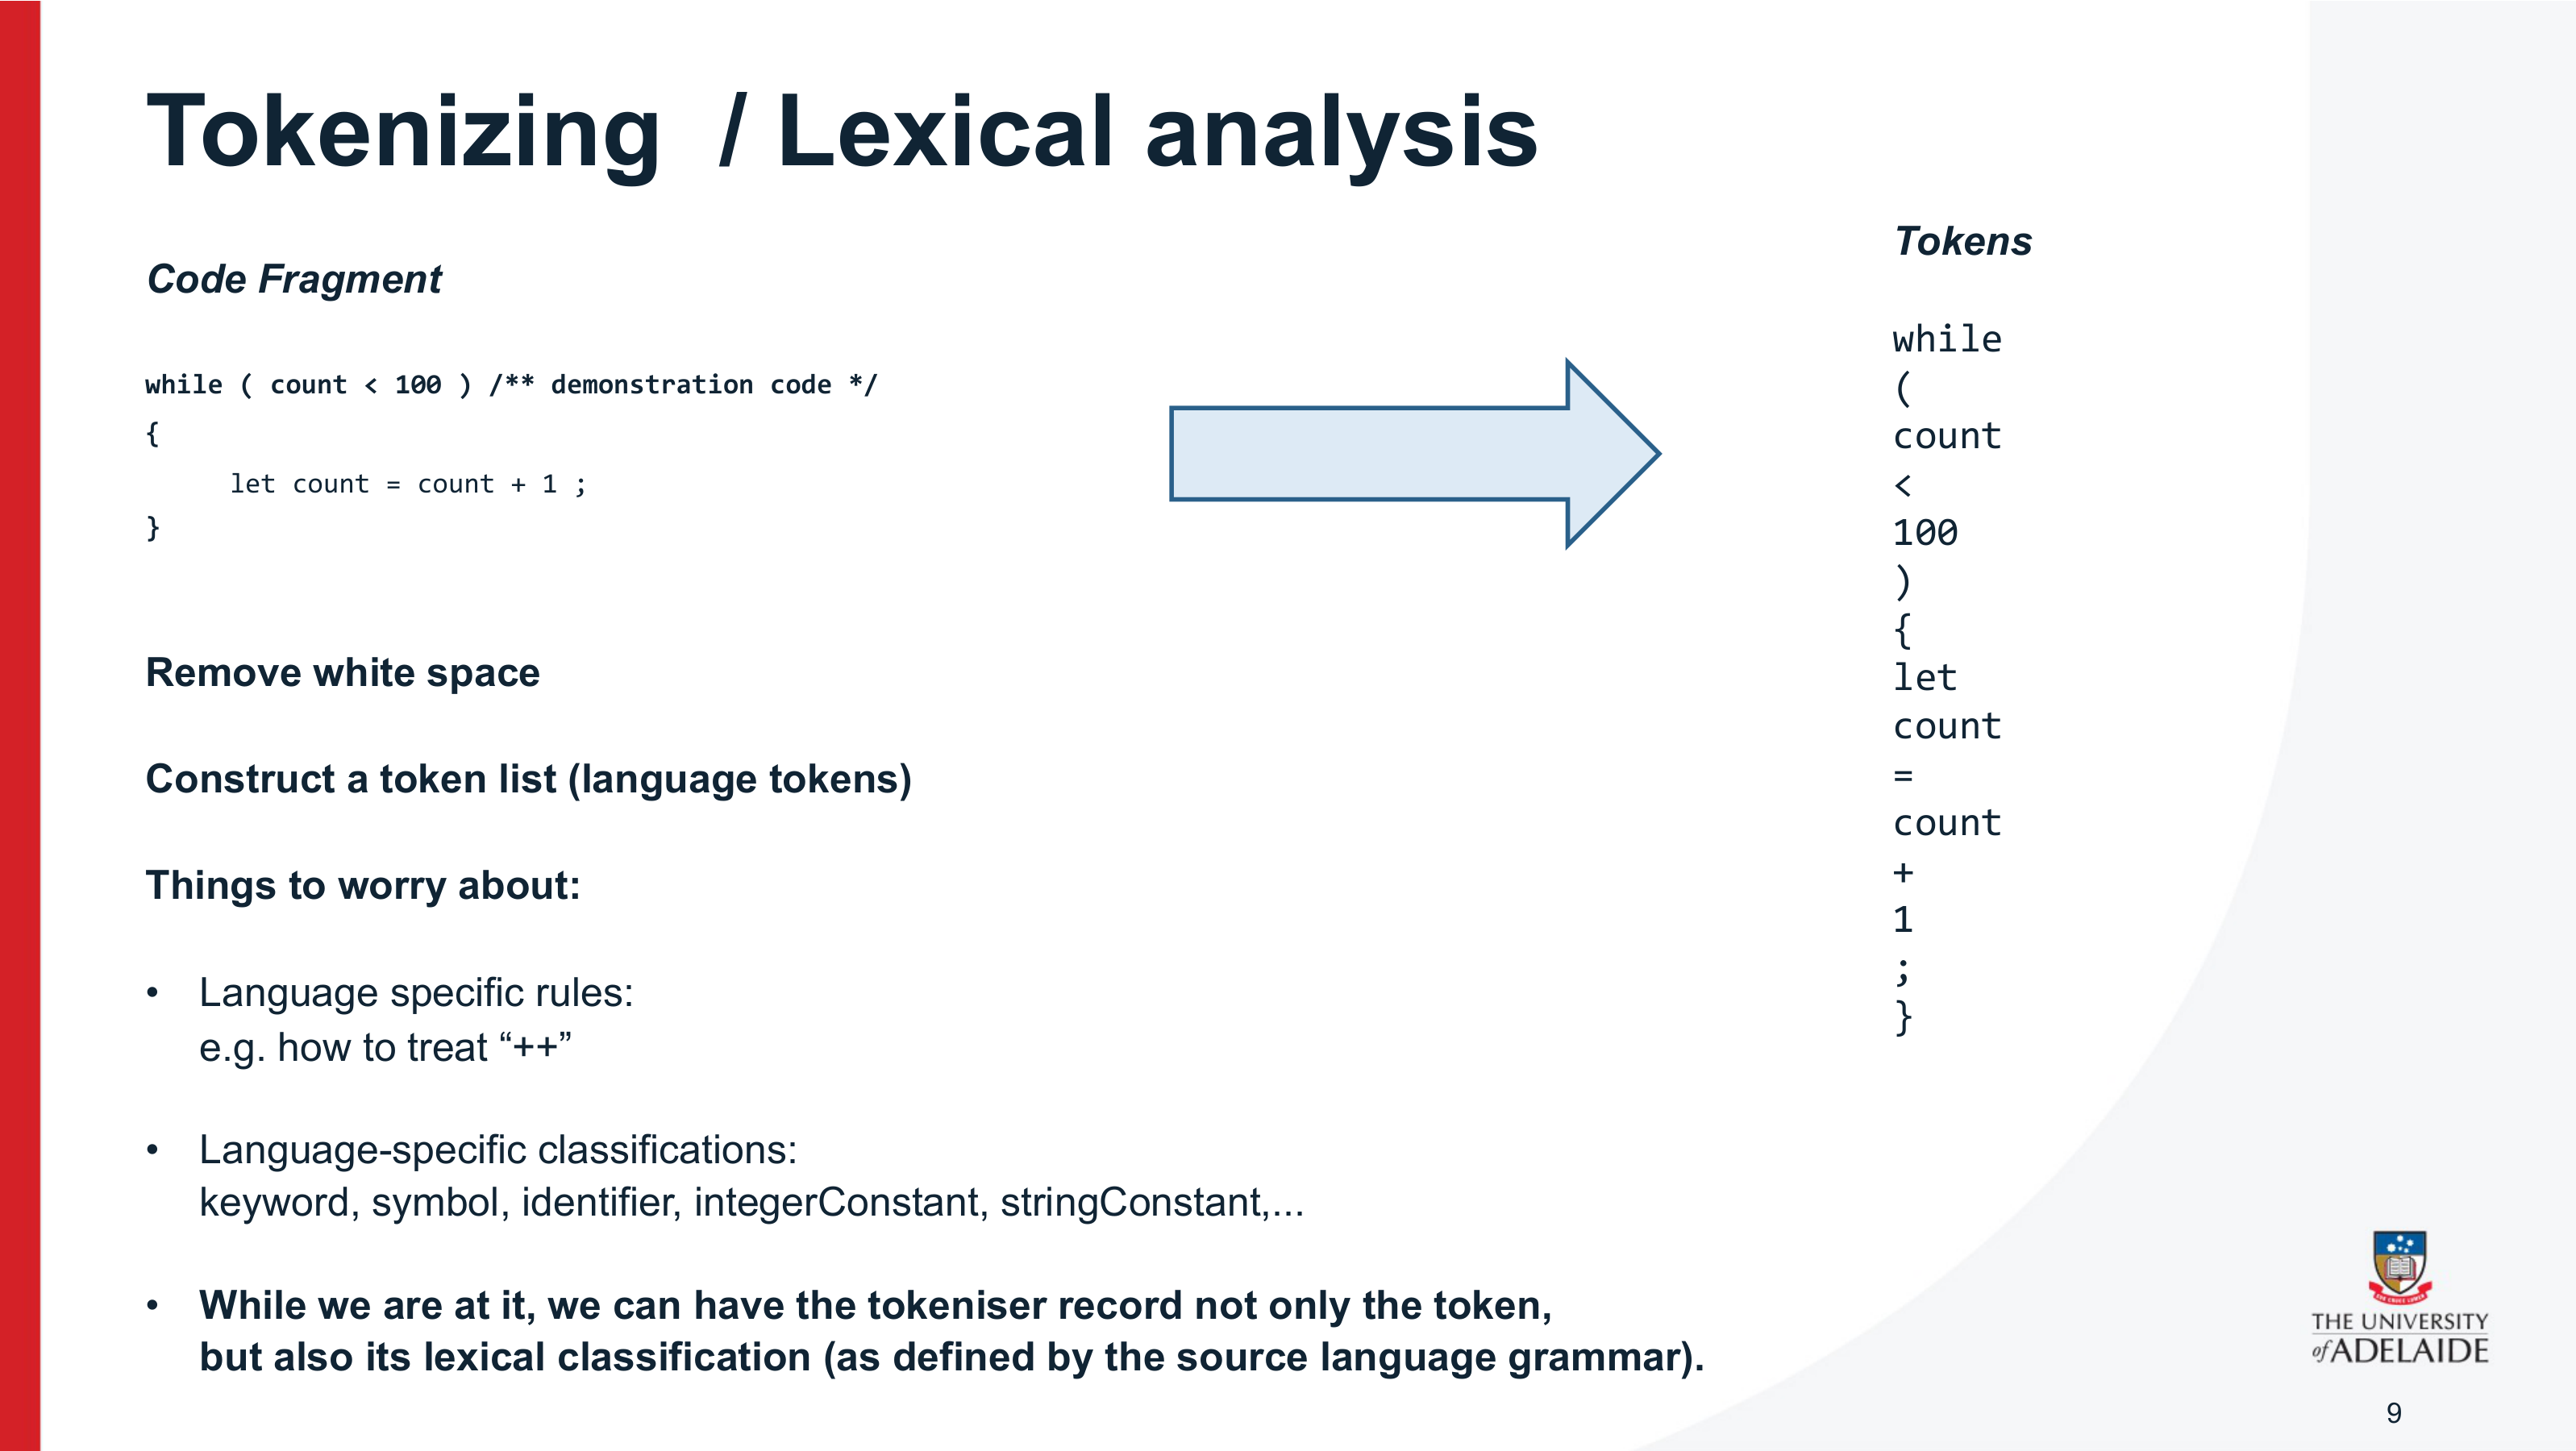 Tokenizing  / Lexical analysis
Code Fragment
while ( count < 100 ) /** demonstration code */
{
let count = count + 1 ;
}
Remove white space
Construct a token list (language tokens)
Things to worry about:
• Language specific rules:
e.g. how to treat “++”
• Language-specific classifications:
keyword, symbol, identifier, integerConstant, stringConstant,...
• While we are at it, we can have the tokeniser record not only the token,
but also its lexical classification (as defined by the source language grammar).
Tokens
while
(
count
<
100
)
{
let
count
=
count
+
1
;
}
THE UNIVERSITY
of ADELAIDE
9